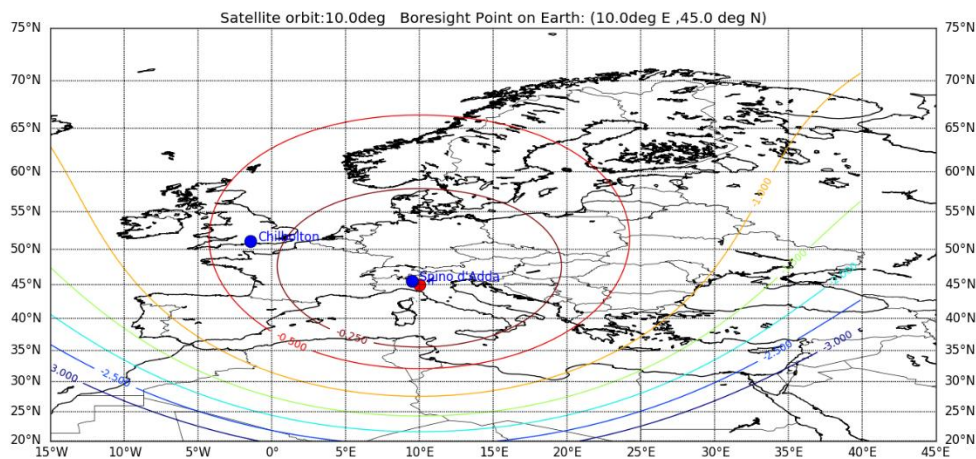 Satellite orbit:10.0deg Boresight Point on Earth: (10.0deg E ,45.0 deg N)
75°N 75°N
70°N 70°N
65°N 65°N
60°N 60°N
-1.000
55°N 55°N
Chilbolton
50°N 50°N
Spino d'Adda
45°N 45°N
40°N 40°N
-0.250
-0.500
35°N -3.000 35°N
-2.500
30°N 3.000 -2.500 30°N
25°N 25°N
20°N 20°N
15°W 10°W 5°W 0° 5°E 10°E 15°E 20°E 25°E 30°E 35°E 40°E 45°E